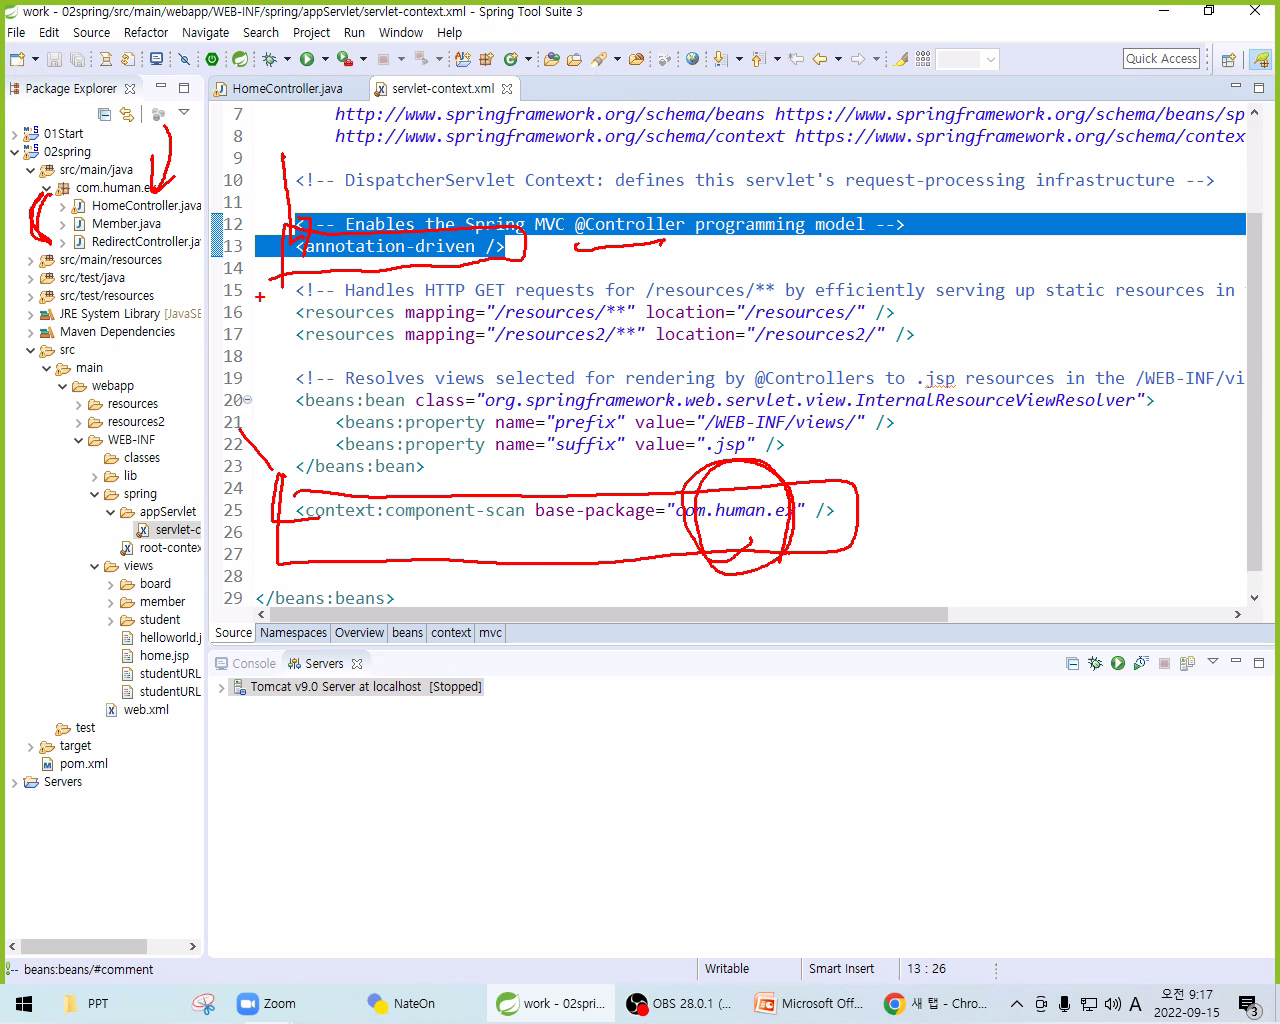 work - 02spring/src/main/webapp/WEB-INF/spring/appServlet/servlet-context.xml - Spring Tool Suite 3
File Edit Source Refactor Navigate Search Project Run Window Help
Quick Access
Package Explorer
HomeController.java
servlet-context.xml
01Start
02spring
src/main/java
com.human.ex
HomeController.java
Member.java
RedirectController.ja
src/main/resources
src/test/java
src/test/resources
JRE System Library [JavaSE
Maven Dependencies
src
main
webapp
resources
resources2
WEB-INF
classes
lib
spring
appServlet
servlet-c
root-contex
views
board
member
student
helloworld.j
home.jsp
studentURL
studentURL
web.xml
test
target
pom.xml
Servers
7 http://www.springframework.org/schema/beans https://www.springframework.org/schema/beans/sp
8 http://www.springframework.org/schema/context https://www.springframework.org/schema/contex
9
10 <!-- DispatcherServlet Context: defines this servlet's request-processing infrastructure -->
11
12 <!-- Enables the Spring MVC @Controller programming model -->
13 <annotation-driven />
14
15 <!-- Handles HTTP GET requests for /resources/** by efficiently serving up static resources in
16 <resources mapping="/resources/**" location="/resources/" />
17 <resources mapping="/resources2/**" location="/resources2/" />
18
19 <!-- Resolves views selected for rendering by @Controllers to .jsp resources in the /WEB-INF/vi
20 <beans:bean class="org.springframework.web.servlet.view.InternalResourceViewResolver">
21 <beans:property name="prefix" value="/WEB-INF/views/" />
22 <beans:property name="suffix" value=".jsp" />
23 </beans:bean>
24
25 <context:component-scan base-package="com.human.ex" />
26
27
28
29 </beans:beans>
Source Namespaces Overview beans context mvc
Console Servers
Tomcat v9.0 Server at localhost [Stopped]
beans:beans/#comment
Writable
Smart Insert
13 : 26
PPT
Zoom
NateOn
work - 02spri...
OBS 28.0.1 (...
Microsoft Off...
새 탭 - Chro...
A
오전 9:17
2022-09-15
3